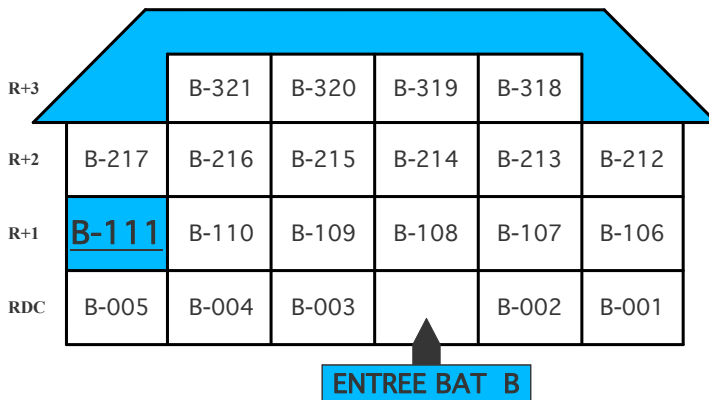 R+3 B-321 B-320 B-319 B-318
R+2 B-217 B-216 B-215 B-214 B-213 B-212
R+1 B-111 B-110 B-109 B-108 B-107 B-106
RDC B-005 B-004 B-003 B-002 B-001
ENTREE BAT B